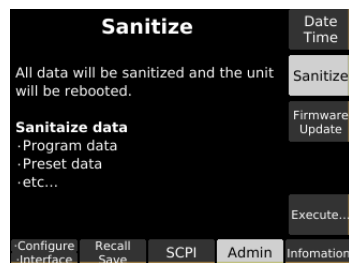 Sanitize
All data will be sanitized and the unit
will be rebooted.
Sanitaize data
·Program data
·Preset data
·etc...
Date
Time
Sanitize
Firmware
Update
Execute...
·Configure
·Interface
Recall
Save
SCPI
Admin
Infomation